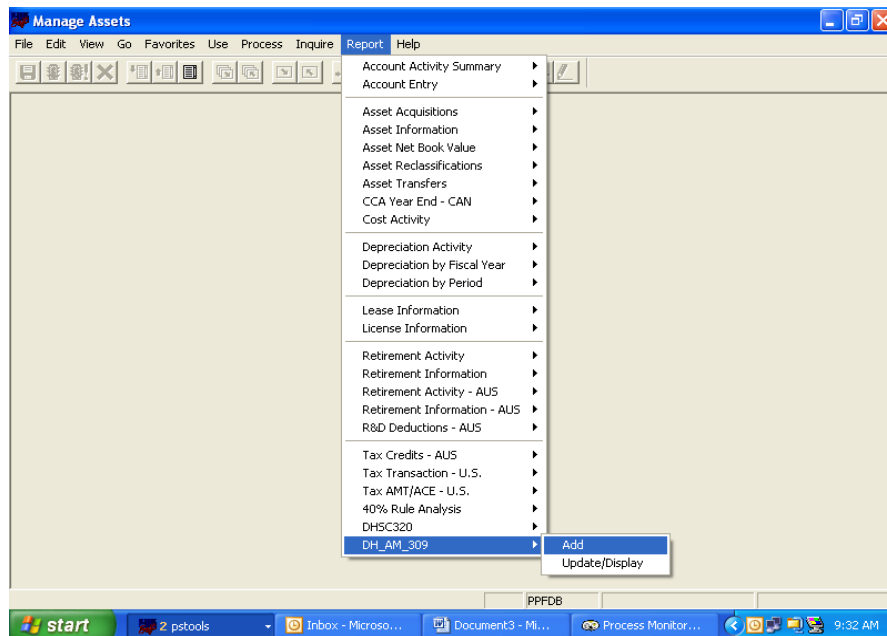 Manage Assets
File Edit View Go Favorites Use Process Inquire Report Help
Account Activity Summary
Account Entry
Asset Acquisitions
Asset Information
Asset Net Book Value
Asset Reclassifications
Asset Transfers
CCA Year End - CAN
Cost Activity
Depreciation Activity
Depreciation by Fiscal Year
Depreciation by Period
Lease Information
License Information
Retirement Activity
Retirement Information
Retirement Activity - AUS
Retirement Information - AUS
R&D Deductions - AUS
Tax Credits - AUS
Tax Transaction - U.S.
Tax AMT/ACE - U.S.
40% Rule Analysis
DHSC320
DH_AM_309
Add
Update/Display
PPFDB
start
2 pstools
Inbox - Microso...
Document3 - Mi...
Process Monitor...
9:32 AM